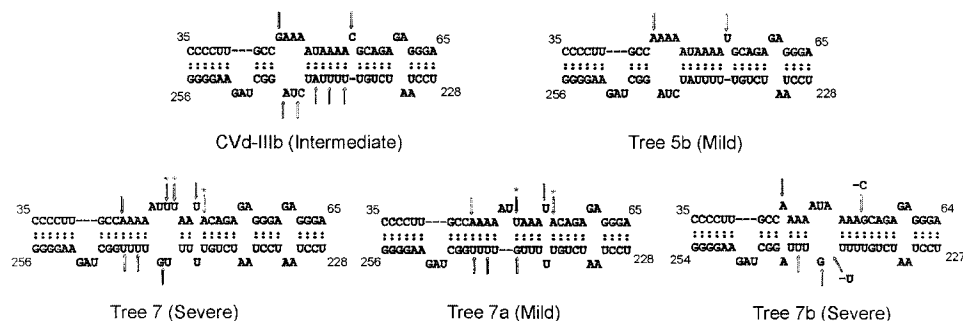 GAAA C GA
35 65
CCCCUU---GCC AUAAAA GCAGA GGGA
GGGGAA CGG UAUUUU-UGUCU UCCU
256 GAU AUC AA 228
CVd-IIIb (Intermediate)
AAAA U GA
35 65
CCCCUU---GCC AUAAAA GCAGA GGGA
GGGGAA CGG UAUUUU-UGUCU UCCU
256 GAU AUC AA 228
Tree 5b (Mild)
* * *
AUUU U GA GA
35 65
CCCCUU---GCCAAAA AA ACAGA GGGA GGGA
GGGGAA CGGUUUU UU UGUCU UCCU UCCU
256 GAU GU U AA AA 228
Tree 7 (Severe)
* *
AU U GA
35 65
CCCCUU---GCCAAAA UAAA ACAGA GGGA
GGGGAA CGGUUU--GUUU UGUCU UCCU
256 GAU U AA 228
Tree 7a (Mild)
-C
A AUA GA
35 64
CCCCUU---GCC AAA AAAGCAGA GGGA
GGGGAA CGG UUU UUUUGUCU UCCU
254 GAU A G AA 227
-U
Tree 7b (Severe)